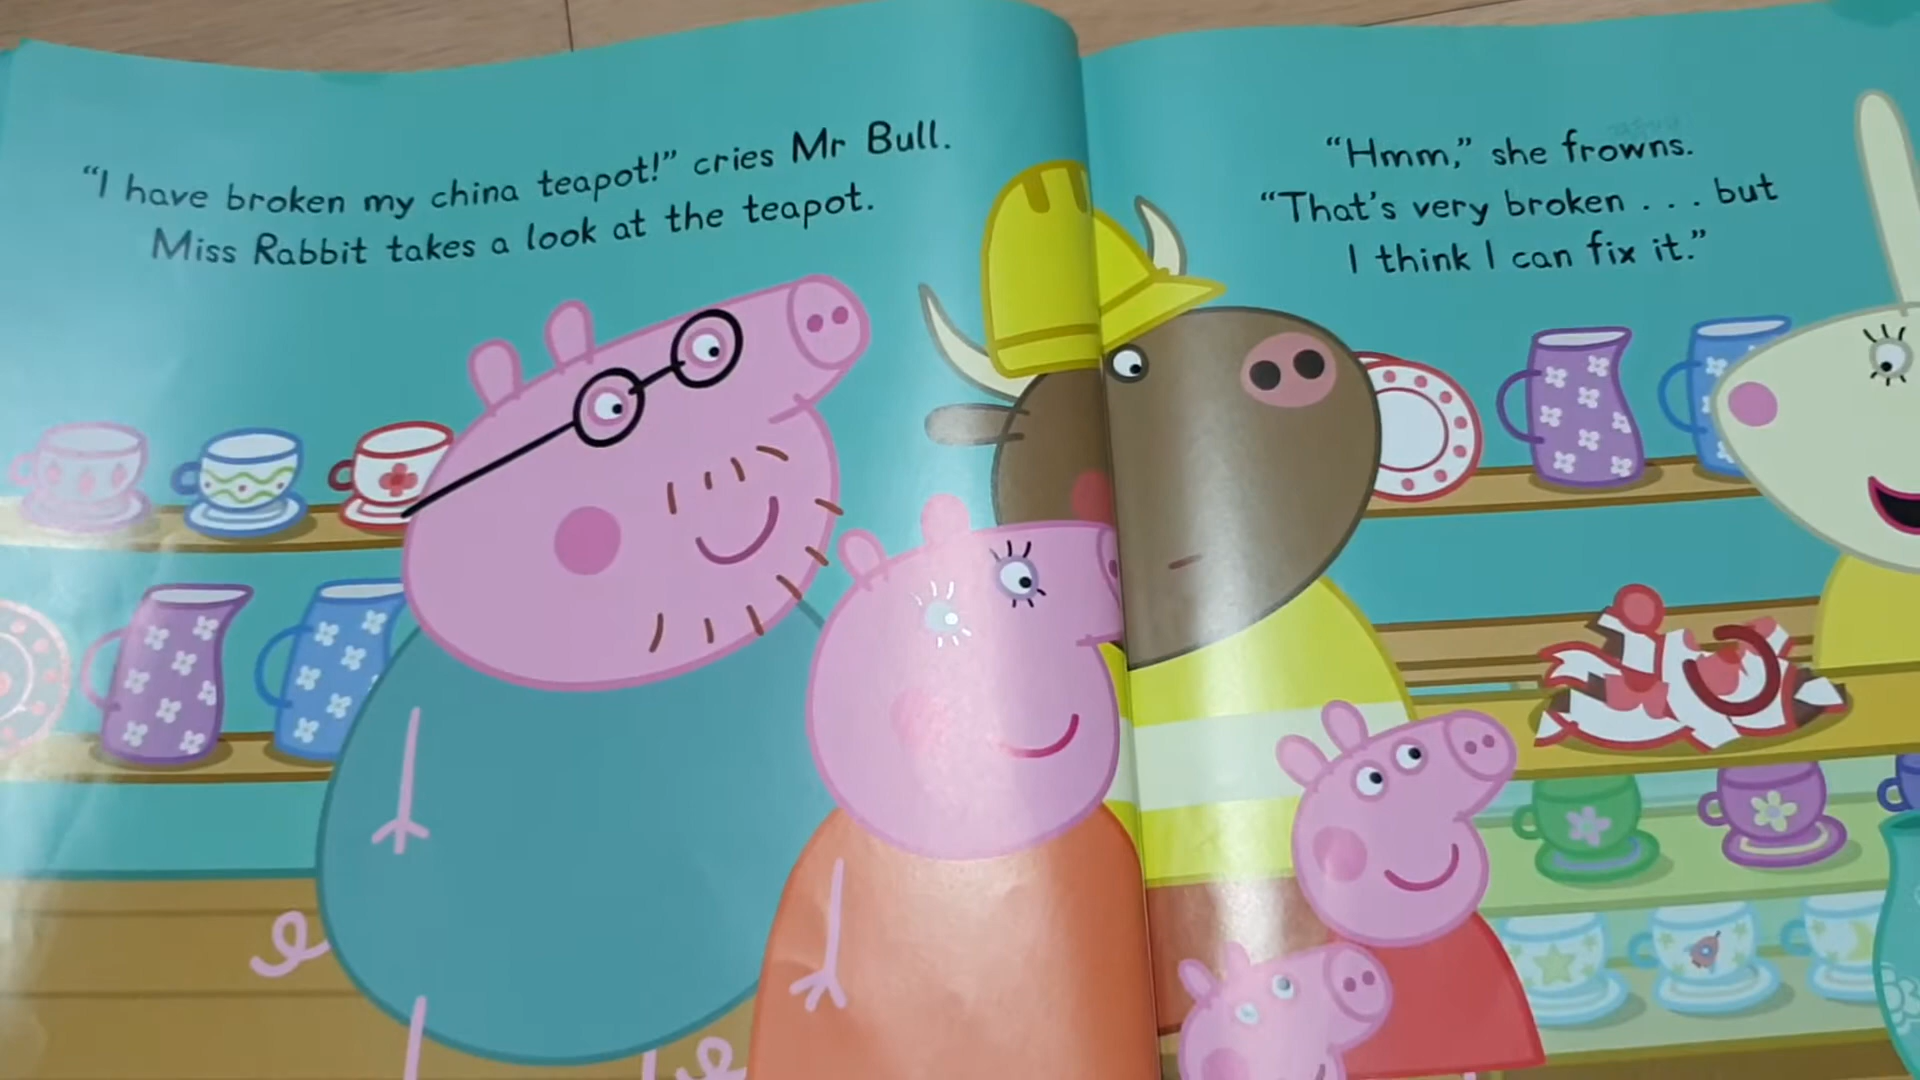 “I have broken my china teapot!” cries Mr Bull.
Miss Rabbit takes a look at the teapot.
“Hmm,” she frowns.
“That’s very broken . . . but
I think I can fix it.”